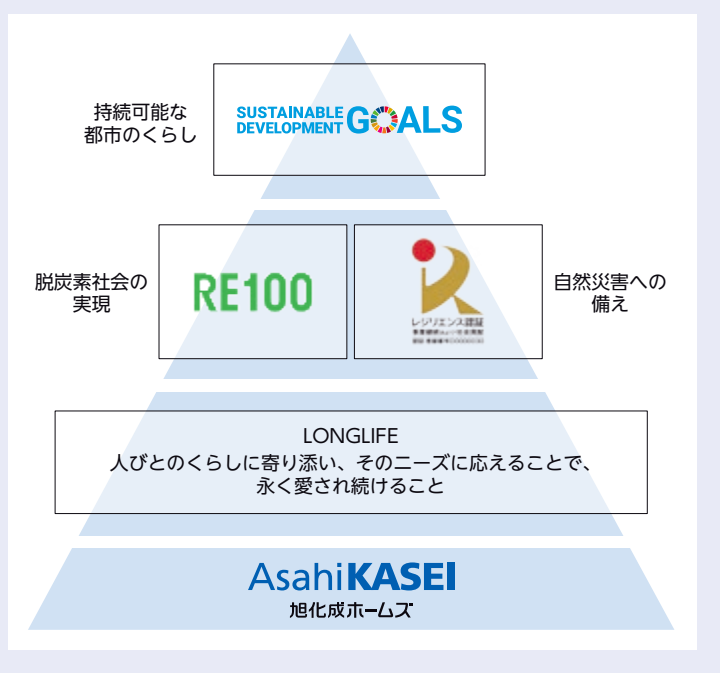 持続可能な
都市のくらし
SUSTAINABLE
DEVELOPMENT GOALS
脱炭素社会の
実現
RE100
レジリエンス認証
自然災害への
備え
LONGLIFE
人びとのくらしに寄り添い、そのニーズに応えることで、
永く愛され続けること
AsahiKASEI
旭化成ホームズ